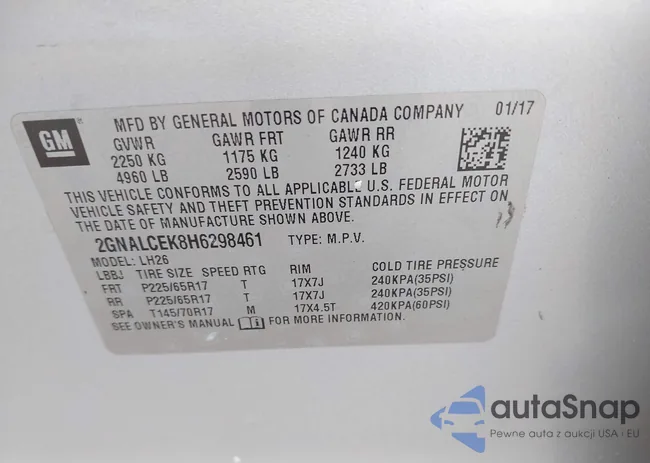 GM
MFD BY GENERAL MOTORS OF CANADA COMPANY 01/17
GVWR GAWR FRT GAWR RR
2250 KG 1175 KG 1240 KG
4960 LB 2590 LB 2733 LB
THIS VEHICLE CONFORMS TO ALL APPLICABLE U.S. FEDERAL MOTOR
VEHICLE SAFETY AND THEFT PREVENTION STANDARDS IN EFFECT ON
THE DATE OF MANUFACTURE SHOWN ABOVE.
2GNALCEK8H6298461 TYPE: M.P.V.
MODEL: LH26
LBBJ TIRE SIZE SPEED RTG RIM COLD TIRE PRESSURE
FRT P225/65R17 T 17X7J 240KPA(35PSI)
RR P225/65R17 T 17X7J 240KPA(35PSI)
SPA T145/70R17 M 17X4.5T 420KPA(60PSI)
SEE OWNER'S MANUAL FOR MORE INFORMATION.
autaSnap
Pewne auta z aukcji USA i EU